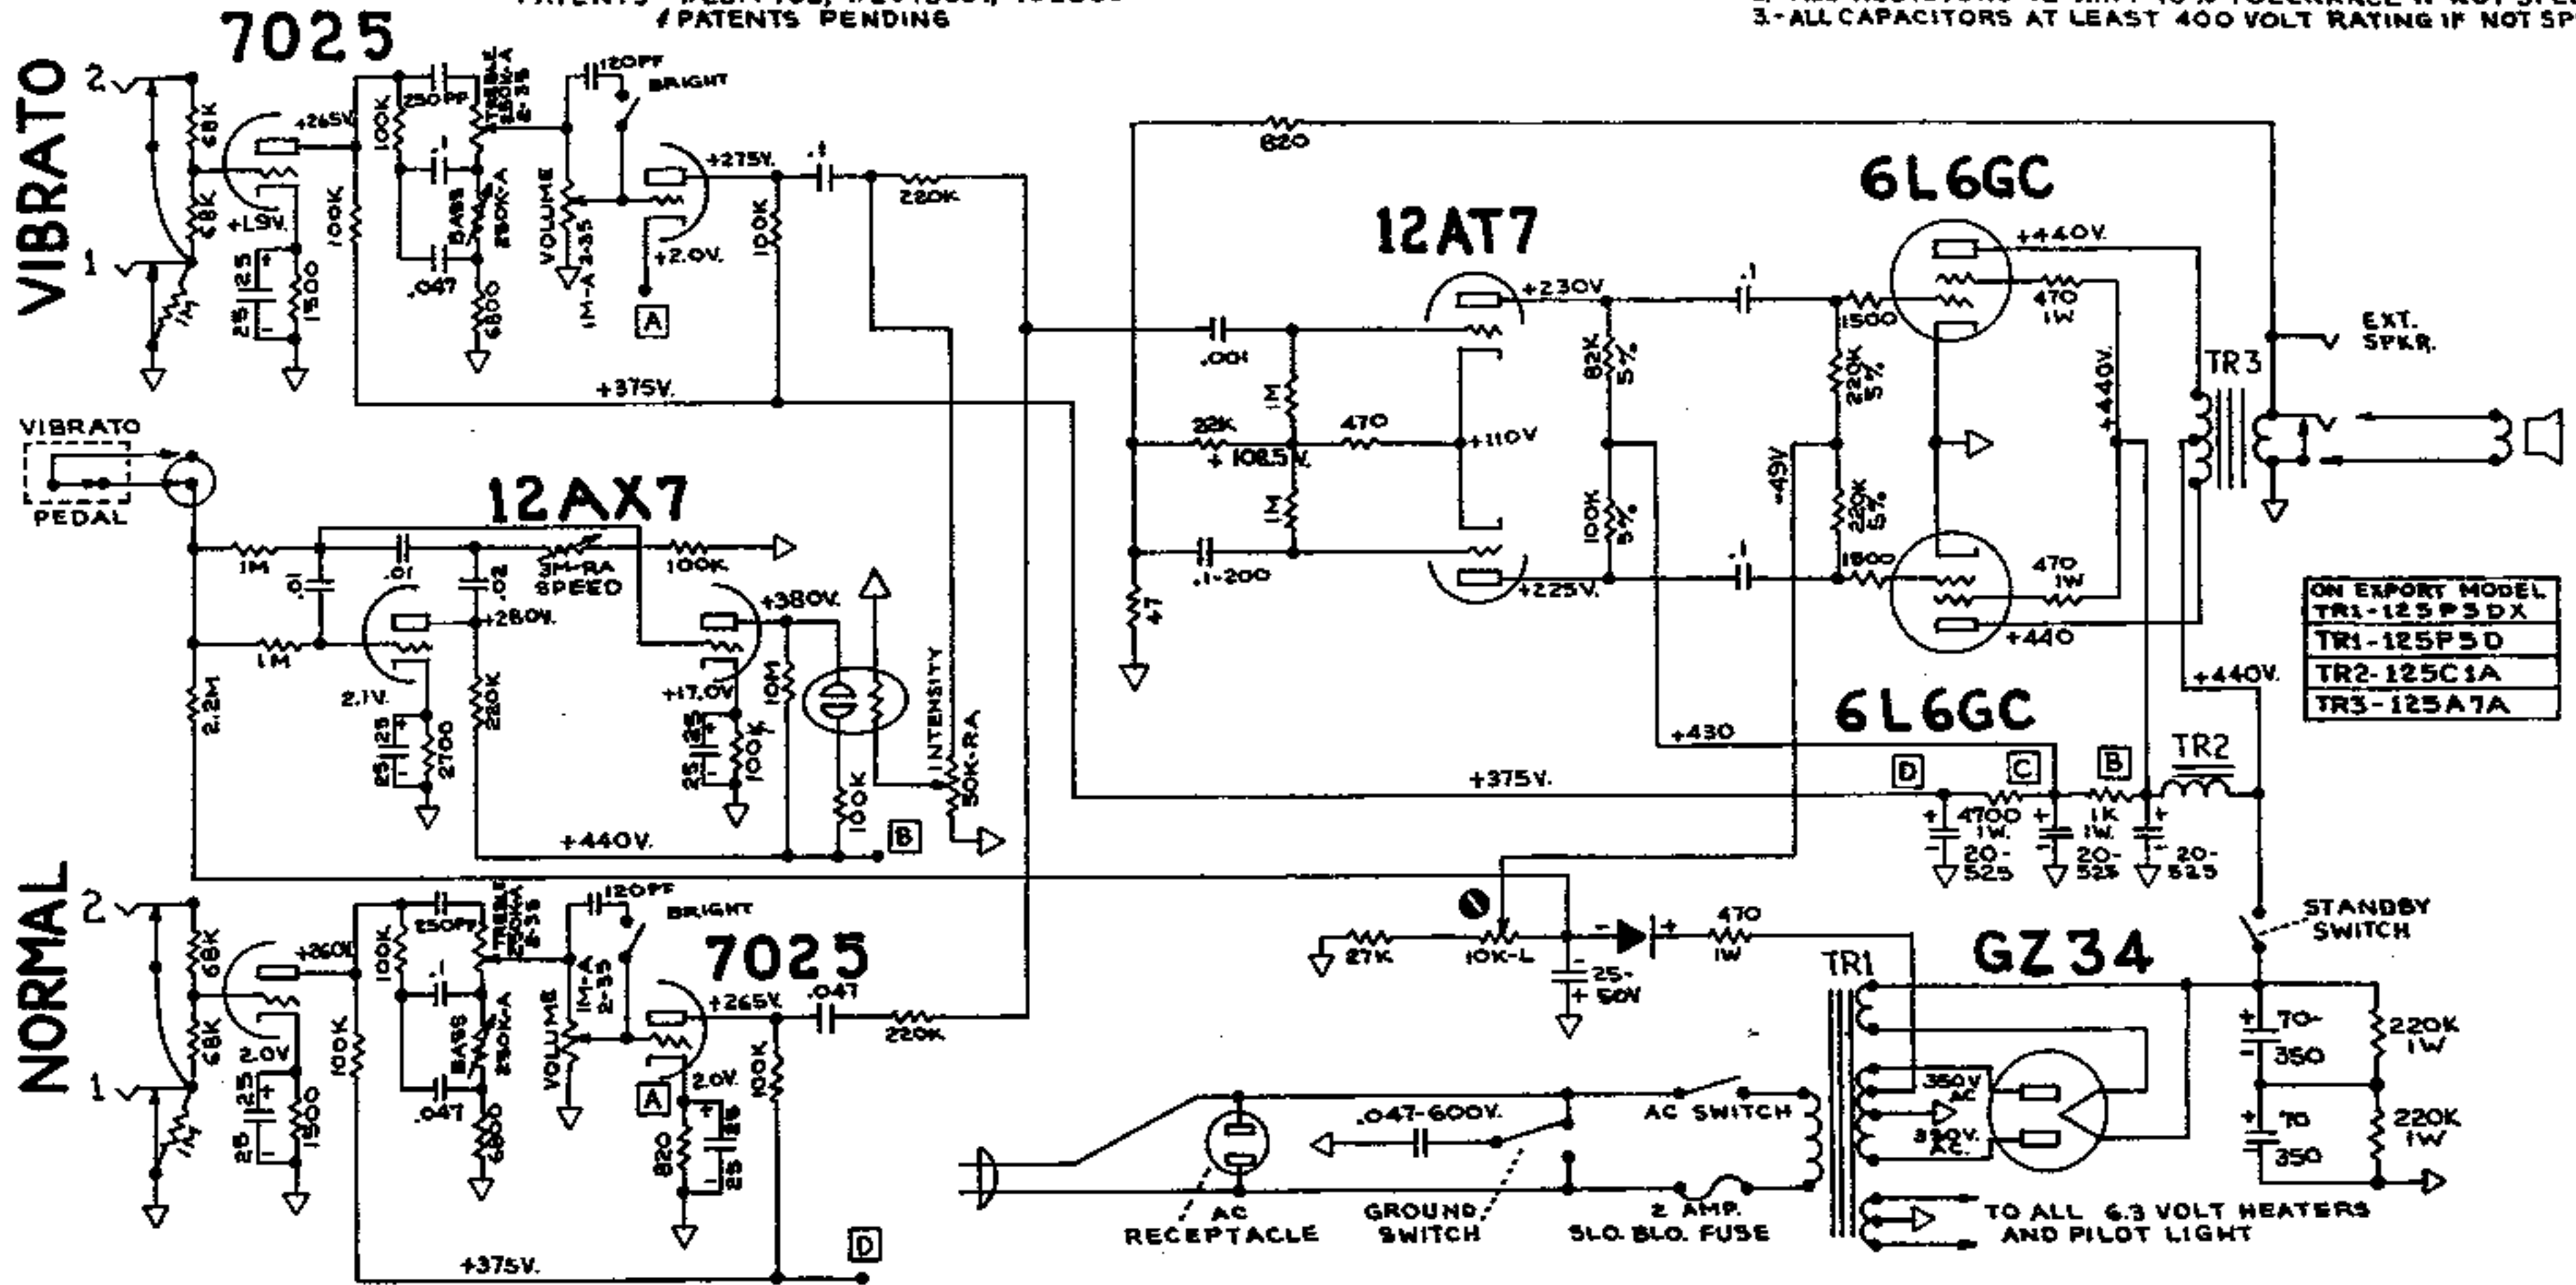 4 PATENTS PENDING
3.-ALL CAPACITORS AT LEAST 400 VOLT RATING IF NOT SP
VIBRATO
2
1
7025
68K
68K
+265V.
+1.9V.
25
25
1500
100K
100K
250PF
.1
.047
TREBLE
250K-A
BASS
250K-A
6800
120PF
BRIGHT
VOLUME
1M-A 2-35
+275V.
+2.0V.
A
100K
.1
220K
+375V.
VIBRATO
PEDAL
12AX7
1M
1M
2.2M
.01
.01
.02
3M-RA
SPEED
100K
+280V.
2.1V.
25
25
2700
220K
+380V.
+17.0V
25
25
100K
10M
100K
INTENSITY
50K-RA
+440V.
B
NORMAL
2
1
68K
68K
+260V.
2.0V
25
25
1500
100K
100K
250PF
.1
.047
TREBLE
250K-A
BASS
250K-A
6800
120PF
BRIGHT
VOLUME
1M-A
2-35
7025
+265V.
.047
220K
A
2.0V.
820
25
25
100K
+375V.
D
820
12AT7
.001
1M
22K
+108.5V.
470
+110V
1M
.1-200
47
+230V
+225V.
82K
5%
100K
5%
.1
.1
220K
5%
220K
5%
-49V
1500
1500
6L6GC
+440V.
470
1W
+440V.
470
1W
+440
6L6GC
TR3
EXT.
SPKR.
ON EXPORT MODEL
TR1-125P5DX
TR1-125P5D
TR2-125C1A
TR3-125A7A
+440V.
+430
+375V.
D
C
B
TR2
4700
1W.
1K
1W.
20-
525
20-
525
20-
525
STANDBY
SWITCH
27K
10K-L
25-
50V
470
1W
TR1
GZ34
350V
AC
350V.
AC.
70-
350
70
350
220K
1W
220K
1W
.047-600V.
AC SWITCH
AC
RECEPTACLE
GROUND
SWITCH
2 AMP.
SLO. BLO. FUSE
TO ALL 6.3 VOLT HEATERS
AND PILOT LIGHT